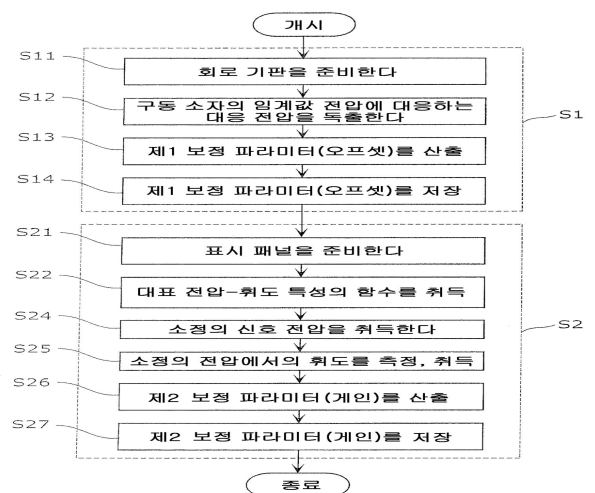 개시
S11
회로 기판을 준비한다
S12
구동 소자의 임계값 전압에 대응하는
대응 전압을 독출한다
S1
S13
제1 보정 파라미터(오프셋)를 산출
S14
제1 보정 파라미터(오프셋)를 저장
S21
표시 패널을 준비한다
S22
대표 전압-휘도 특성의 함수를 취득
S24
소정의 신호 전압을 취득한다
S2
S25
소정의 전압에서의 휘도를 측정, 취득
S26
제2 보정 파라미터(게인)를 산출
S27
제2 보정 파라미터(게인)를 저장
종료